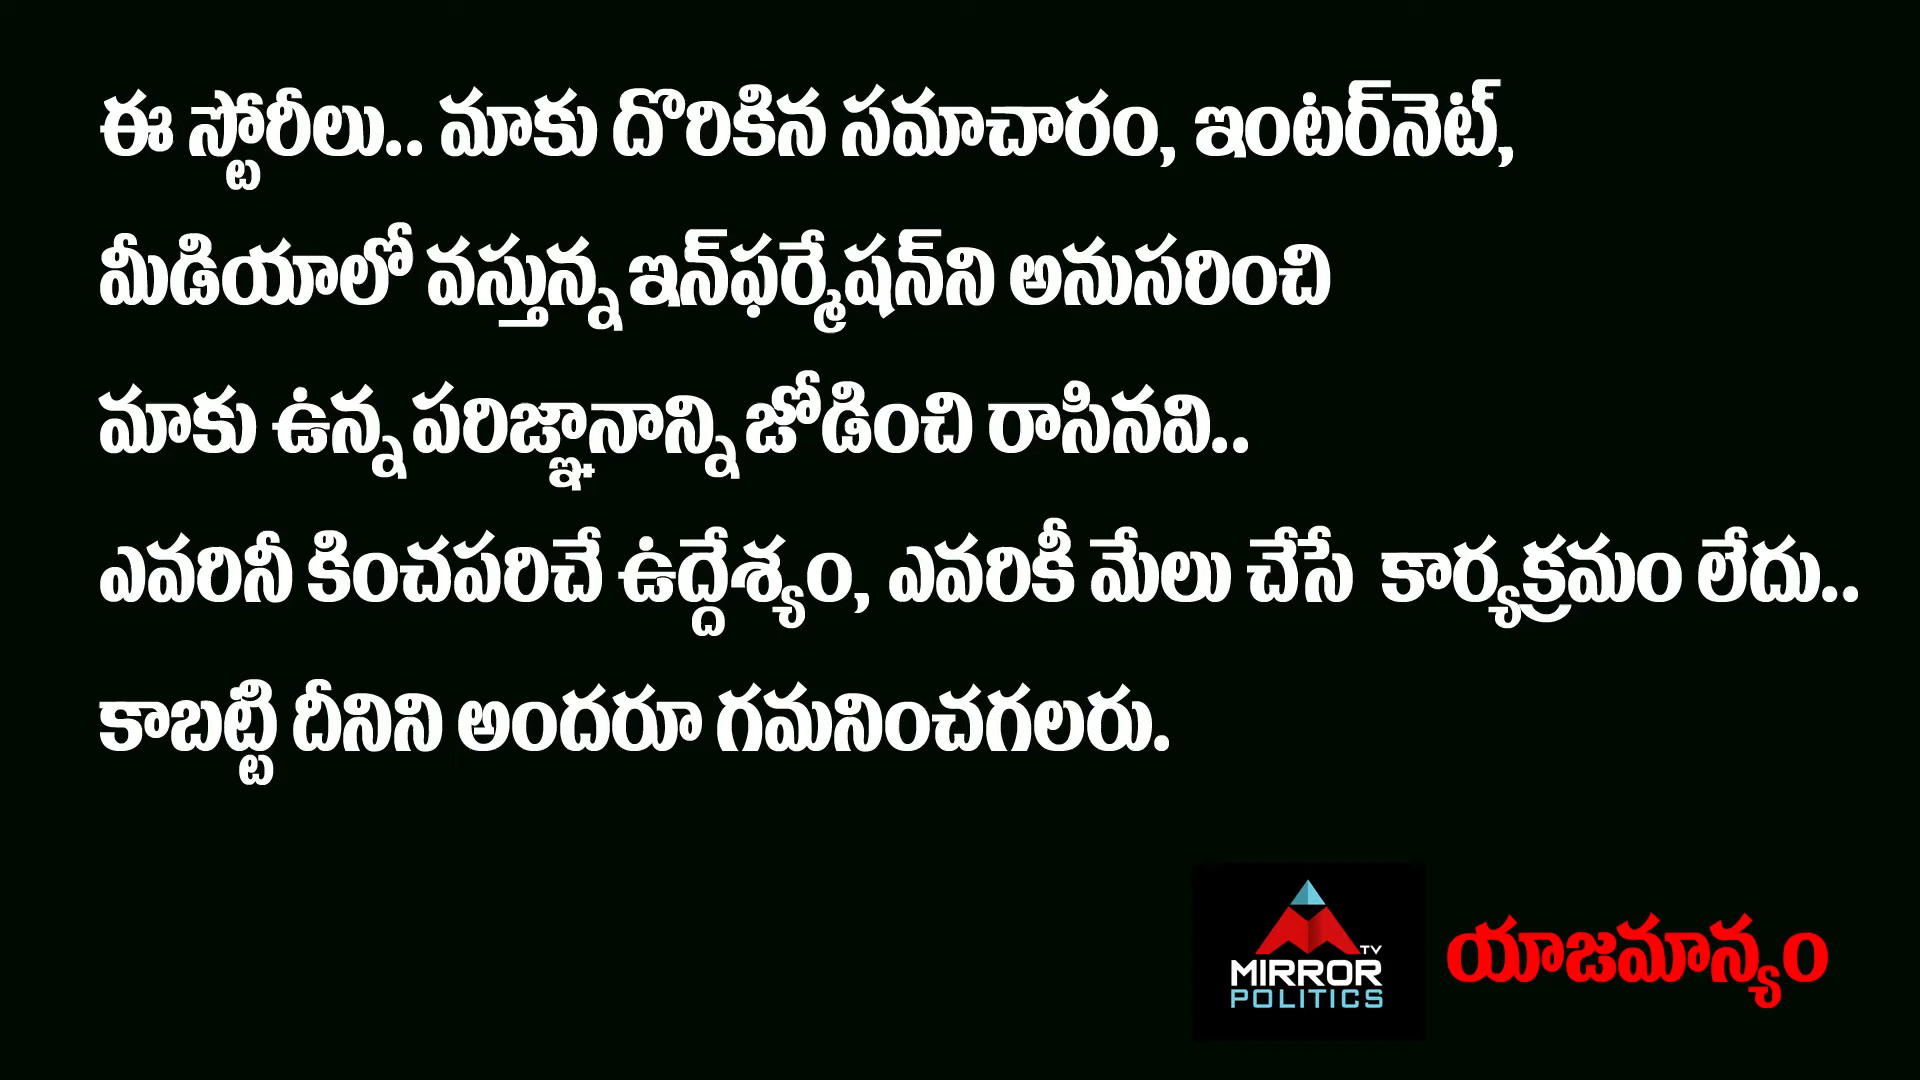 ఈ స్టోరీలు.. మాకు దొరికిన సమాచారం, ఇంటర్‌నెట్,
మీడియాలో వస్తున్న ఇన్‌ఫర్మేషన్‌ని అనుసరించి
మాకు ఉన్న పరిజ్ఞానాన్ని జోడించి రాసినవి..
ఎవరినీ కించపరిచే ఉద్దేశ్యం, ఎవరికీ మేలు చేసే కార్యక్రమం లేదు..
కాబట్టి దీనిని అందరూ గమనించగలరు.
TV
MIRROR
POLITICS
యాజమాన్యం